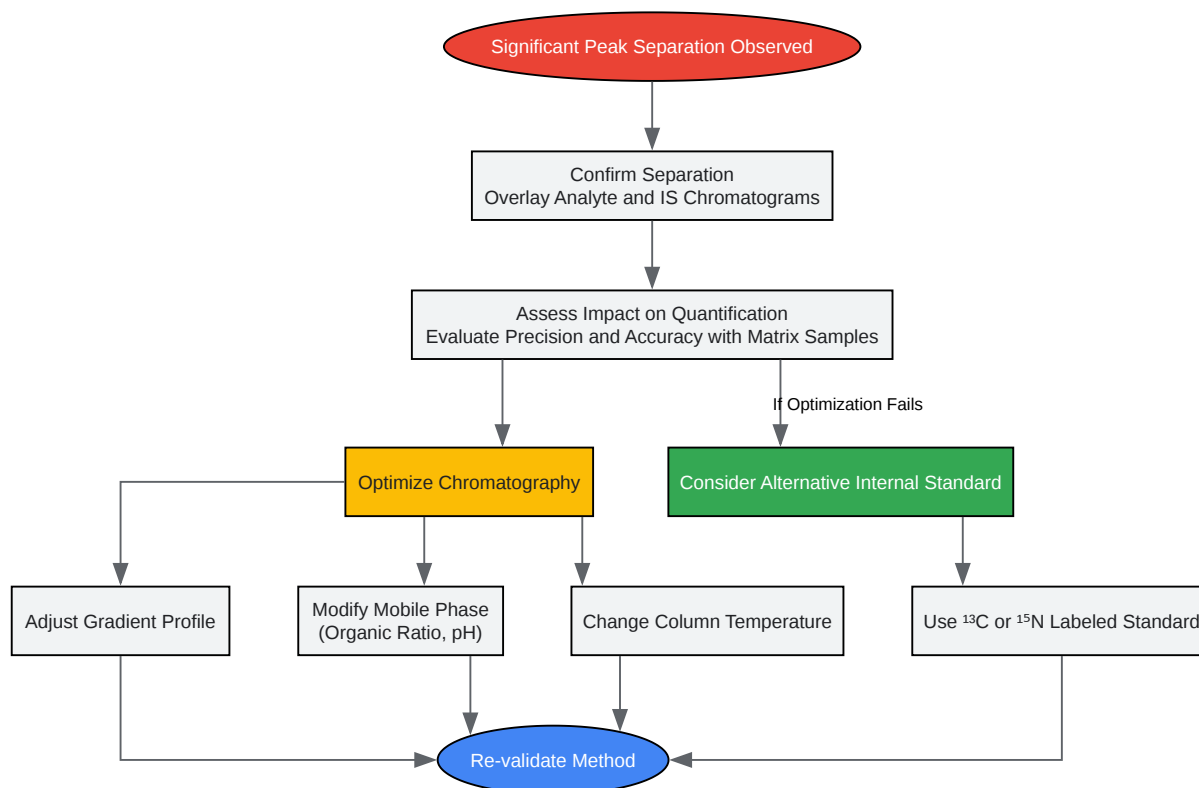 Significant Peak Separation Observed
Confirm Separation
Overlay Analyte and IS Chromatograms
Assess Impact on Quantification
Evaluate Precision and Accuracy with Matrix Samples
If Optimization Fails
Optimize Chromatography
Consider Alternative Internal Standard
Adjust Gradient Profile
Modify Mobile Phase
(Organic Ratio, pH)
Change Column Temperature
Use ¹³C or ¹⁵N Labeled Standard
Re-validate Method